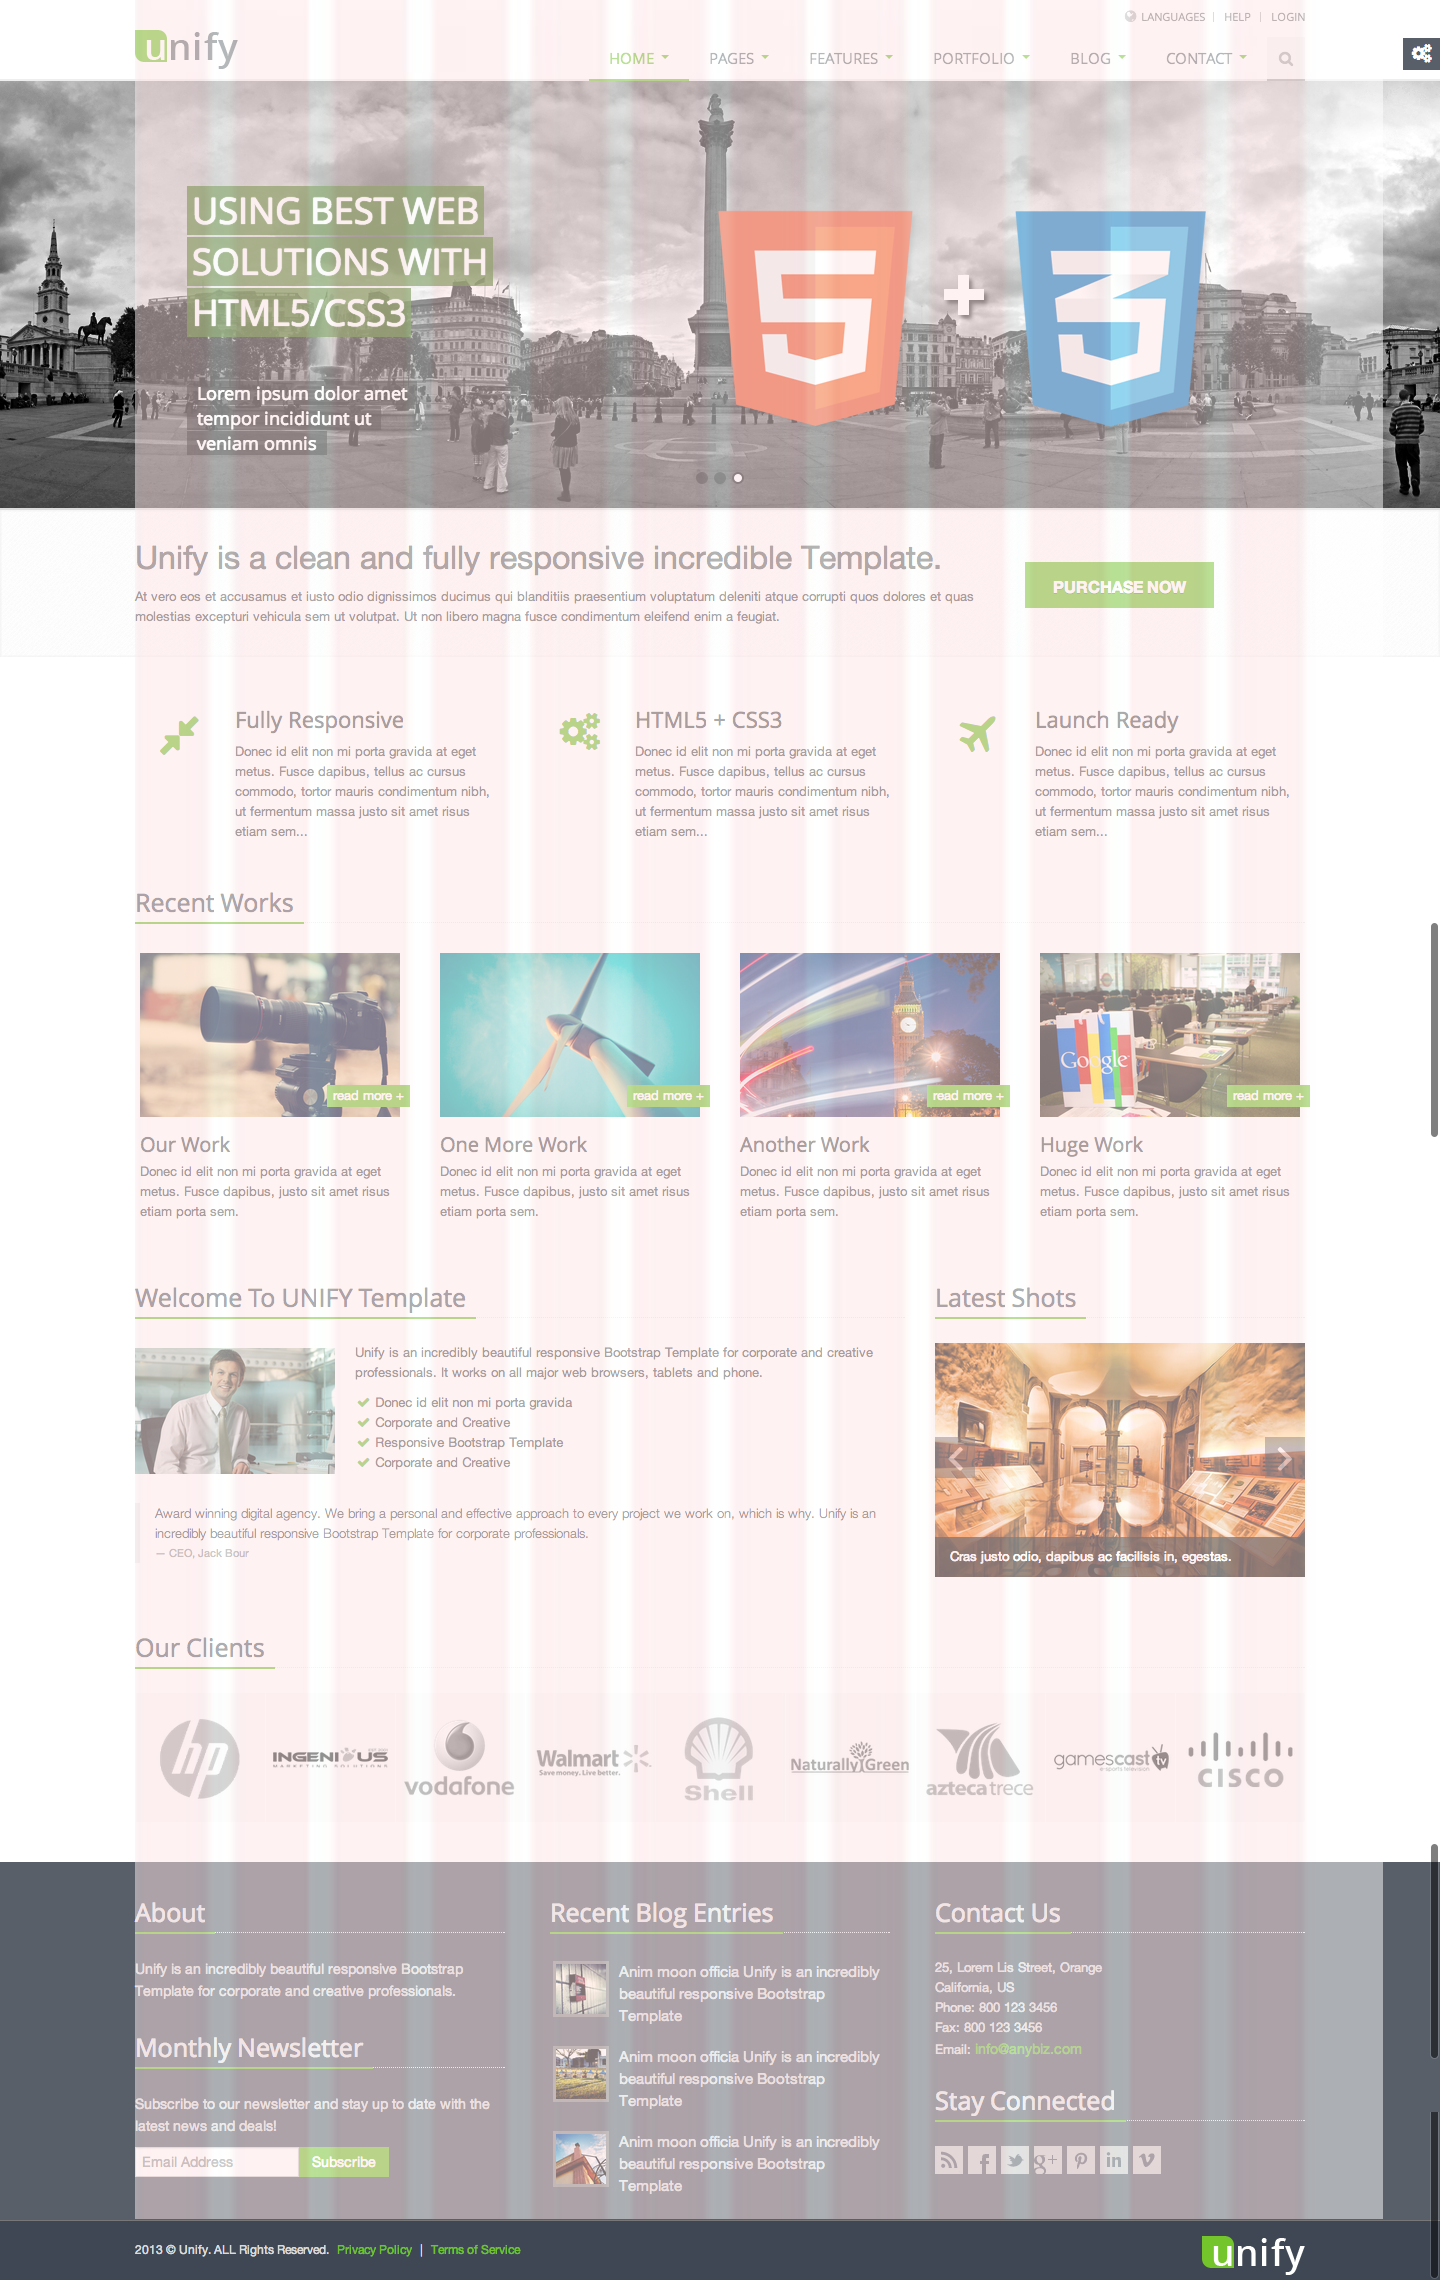 LANGUAGES | HELP | LOGIN
unify
HOME PAGES FEATURES PORTFOLIO BLOG CONTACT
USING BEST WEB
SOLUTIONS WITH
HTML5/CSS3
5 + 3
Lorem ipsum dolor amet
tempor incididunt ut
veniam omnis
Unify is a clean and fully responsive incredible Template.
At vero eos et accusamus et iusto odio dignissimos ducimus qui blanditiis praesentium voluptatum deleniti atque corrupti quos dolores et quas
molestias excepturi vehicula sem ut volutpat. Ut non libero magna fusce condimentum eleifend enim a feugiat.
PURCHASE NOW
Fully Responsive
Donec id elit non mi porta gravida at eget
metus. Fusce dapibus, tellus ac cursus
commodo, tortor mauris condimentum nibh,
ut fermentum massa justo sit amet risus
etiam sem...
HTML5 + CSS3
Donec id elit non mi porta gravida at eget
metus. Fusce dapibus, tellus ac cursus
commodo, tortor mauris condimentum nibh,
ut fermentum massa justo sit amet risus
etiam sem...
Launch Ready
Donec id elit non mi porta gravida at eget
metus. Fusce dapibus, tellus ac cursus
commodo, tortor mauris condimentum nibh,
ut fermentum massa justo sit amet risus
etiam sem...
Recent Works
read more +
Our Work
Donec id elit non mi porta gravida at eget
metus. Fusce dapibus, justo sit amet risus
etiam porta sem.
read more +
One More Work
Donec id elit non mi porta gravida at eget
metus. Fusce dapibus, justo sit amet risus
etiam porta sem.
read more +
Another Work
Donec id elit non mi porta gravida at eget
metus. Fusce dapibus, justo sit amet risus
etiam porta sem.
Google
read more +
Huge Work
Donec id elit non mi porta gravida at eget
metus. Fusce dapibus, justo sit amet risus
etiam porta sem.
Welcome To UNIFY Template
Unify is an incredibly beautiful responsive Bootstrap Template for corporate and creative
professionals. It works on all major web browsers, tablets and phone.
Donec id elit non mi porta gravida
Corporate and Creative
Responsive Bootstrap Template
Corporate and Creative
Award winning digital agency. We bring a personal and effective approach to every project we work on, which is why. Unify is an
incredibly beautiful responsive Bootstrap Template for corporate professionals.
— CEO, Jack Bour
Latest Shots
Cras justo odio, dapibus ac facilisis in, egestas.
Our Clients
hp
INGENIOUS
MARKETING SOLUTIONS
vodafone
Walmart
Save money. Live better.
Shell
Naturally Green
azteca trece
gamescast tv
e-sports television
CISCO
About
Unify is an incredibly beautiful responsive Bootstrap
Template for corporate and creative professionals.
Monthly Newsletter
Subscribe to our newsletter and stay up to date with the
latest news and deals!
Email Address Subscribe
Recent Blog Entries
Anim moon officia Unify is an incredibly
beautiful responsive Bootstrap
Template
Anim moon officia Unify is an incredibly
beautiful responsive Bootstrap
Template
Anim moon officia Unify is an incredibly
beautiful responsive Bootstrap
Template
Contact Us
25, Lorem Lis Street, Orange
California, US
Phone: 800 123 3456
Fax: 800 123 3456
Email: info@anybiz.com
Stay Connected
f g+ in v
2013 © Unify. ALL Rights Reserved. Privacy Policy | Terms of Service
unify